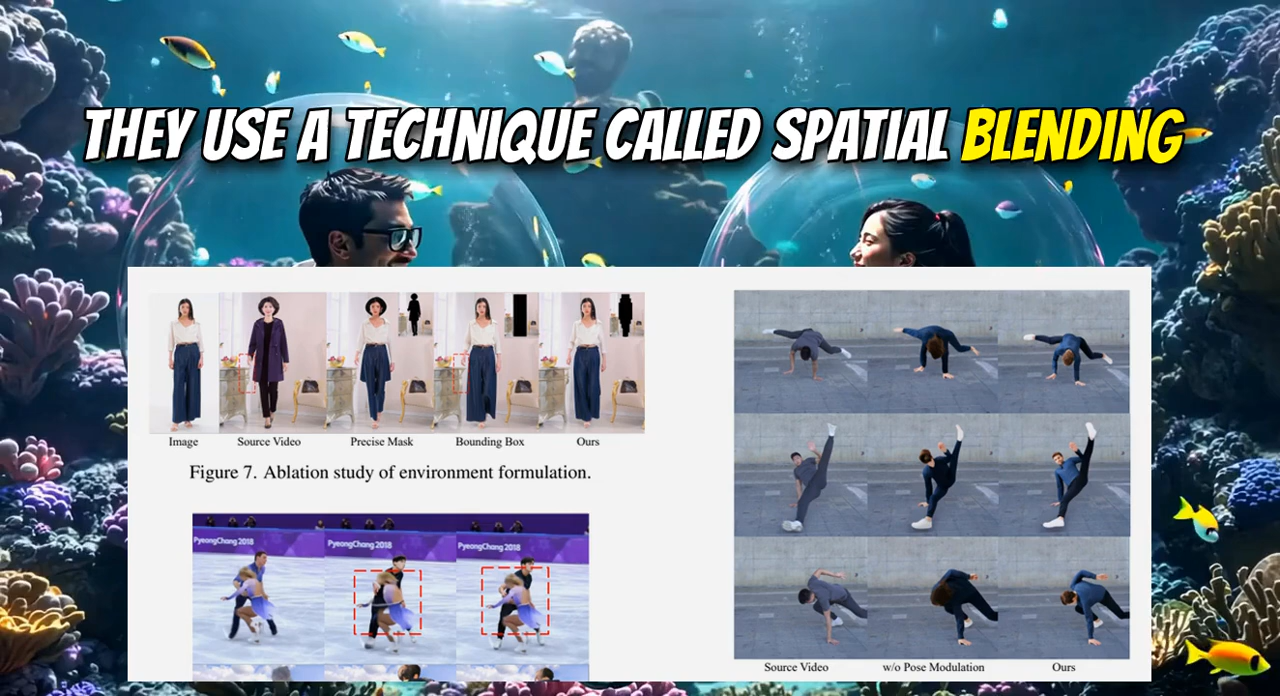 THEY USE A TECHNIQUE CALLED SPATIAL BLENDING
Image Source Video Precise Mask Bounding Box Ours
Figure 7. Ablation study of environment formulation.
PyeongChang 2018 PyeongChang 2018 PyeongChang 2018
Source Video w/o Pose Modulation Ours